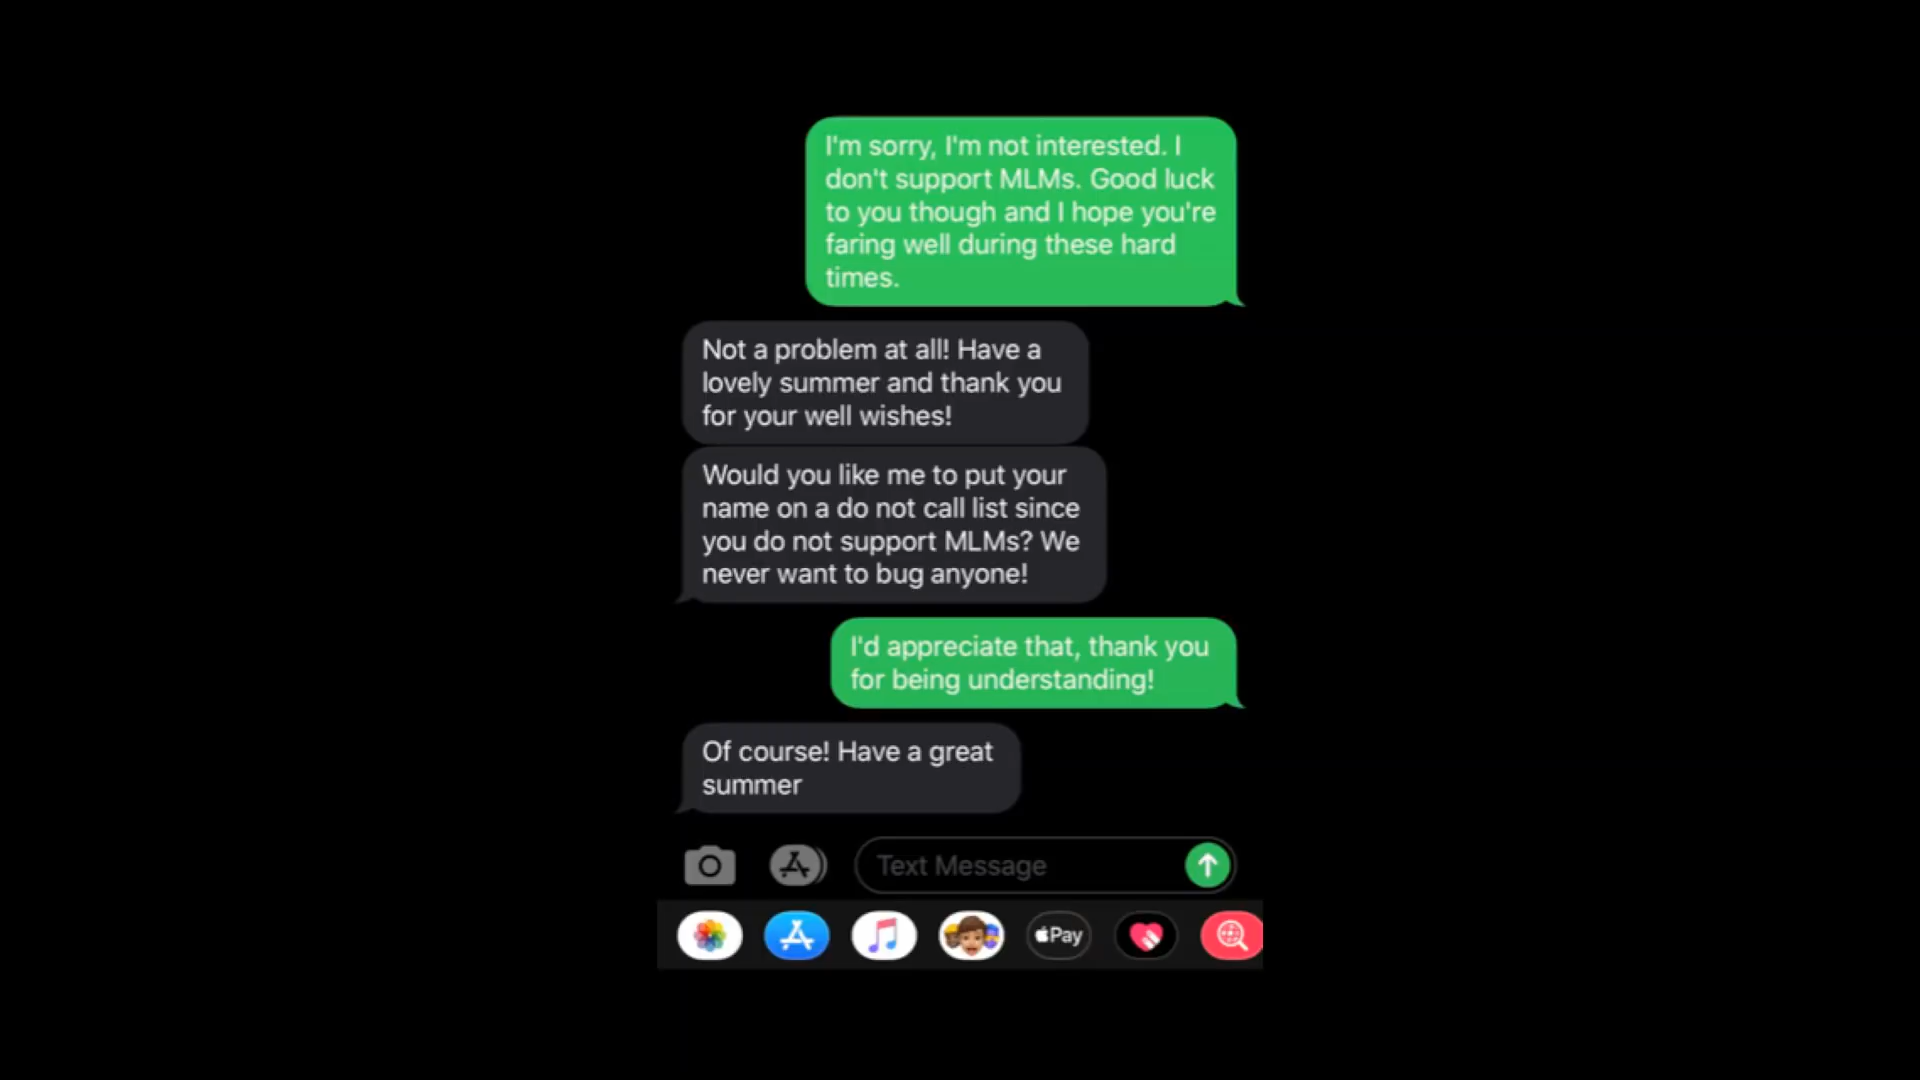 I'm sorry, I'm not interested. I
don't support MLMs. Good luck
to you though and I hope you're
faring well during these hard
times.
Not a problem at all! Have a
lovely summer and thank you
for your well wishes!
Would you like me to put your
name on a do not call list since
you do not support MLMs? We
never want to bug anyone!
I'd appreciate that, thank you
for being understanding!
Of course! Have a great
summer
Text Message
Pay